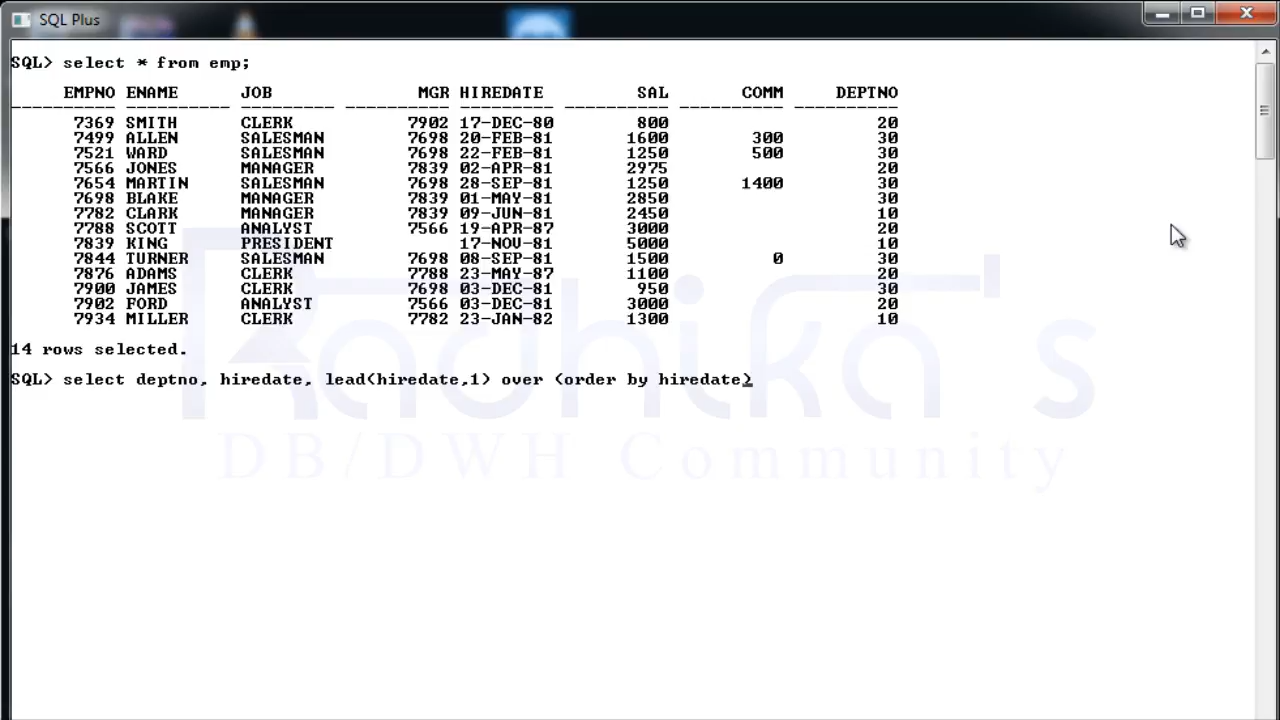 SQL Plus
SQL> select * from emp;
EMPNO ENAME JOB MGR HIREDATE SAL COMM DEPTNO
---------- ---------- --------- ---------- --------- ---------- ---------- ----------
7369 SMITH CLERK 7902 17-DEC-80 800 20
7499 ALLEN SALESMAN 7698 20-FEB-81 1600 300 30
7521 WARD SALESMAN 7698 22-FEB-81 1250 500 30
7566 JONES MANAGER 7839 02-APR-81 2975 20
7654 MARTIN SALESMAN 7698 28-SEP-81 1250 1400 30
7698 BLAKE MANAGER 7839 01-MAY-81 2850 30
7782 CLARK MANAGER 7839 09-JUN-81 2450 10
7788 SCOTT ANALYST 7566 19-APR-87 3000 20
7839 KING PRESIDENT 17-NOV-81 5000 10
7844 TURNER SALESMAN 7698 08-SEP-81 1500 0 30
7876 ADAMS CLERK 7788 23-MAY-87 1100 20
7900 JAMES CLERK 7698 03-DEC-81 950 30
7902 FORD ANALYST 7566 03-DEC-81 3000 20
7934 MILLER CLERK 7782 23-JAN-82 1300 10
14 rows selected.
SQL> select deptno, hiredate, lead(hiredate,1) over (order by hiredate)
Radhika's
DB/DWH Community